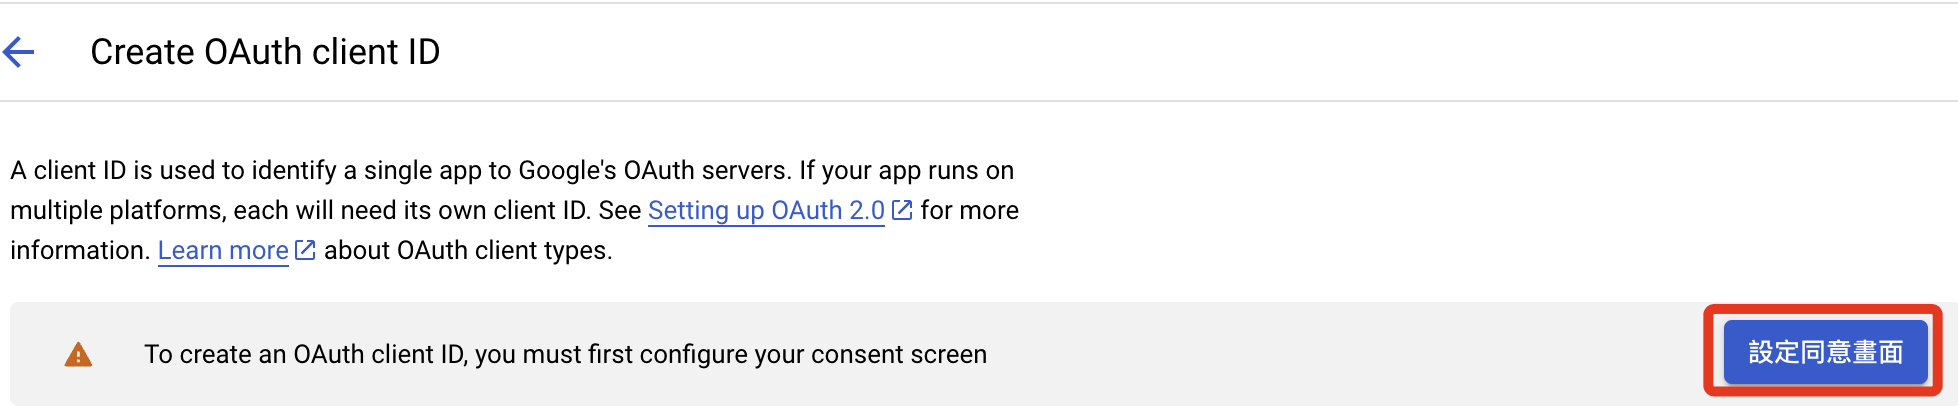 Create OAuth client ID
A client ID is used to identify a single app to Google's OAuth servers. If your app runs on
multiple platforms, each will need its own client ID. See Setting up OAuth 2.0 for more
information. Learn more about OAuth client types.
To create an OAuth client ID, you must first configure your consent screen
設定同意畫面